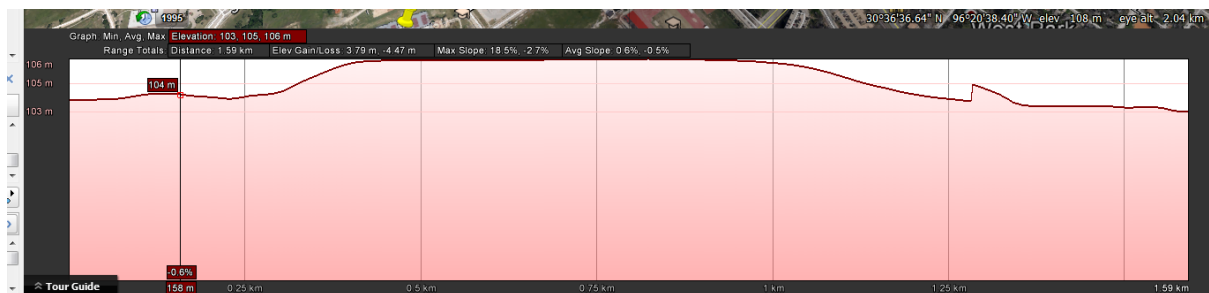 1995
30°36'36.64" N 96°20'38.40" W elev 108 m eye alt 2.04 km
Graph: Min, Avg, Max Elevation: 103, 105, 106 m
Range Totals: Distance: 1.59 km Elev Gain/Loss: 3.79 m, -4.47 m Max Slope: 18.5%, -2.7% Avg Slope: 0.6%, -0.5%
106 m
105 m
104 m
103 m
-0.6%
Tour Guide
158 m 0.25 km 0.5 km 0.75 km 1 km 1.25 km 1.59 km